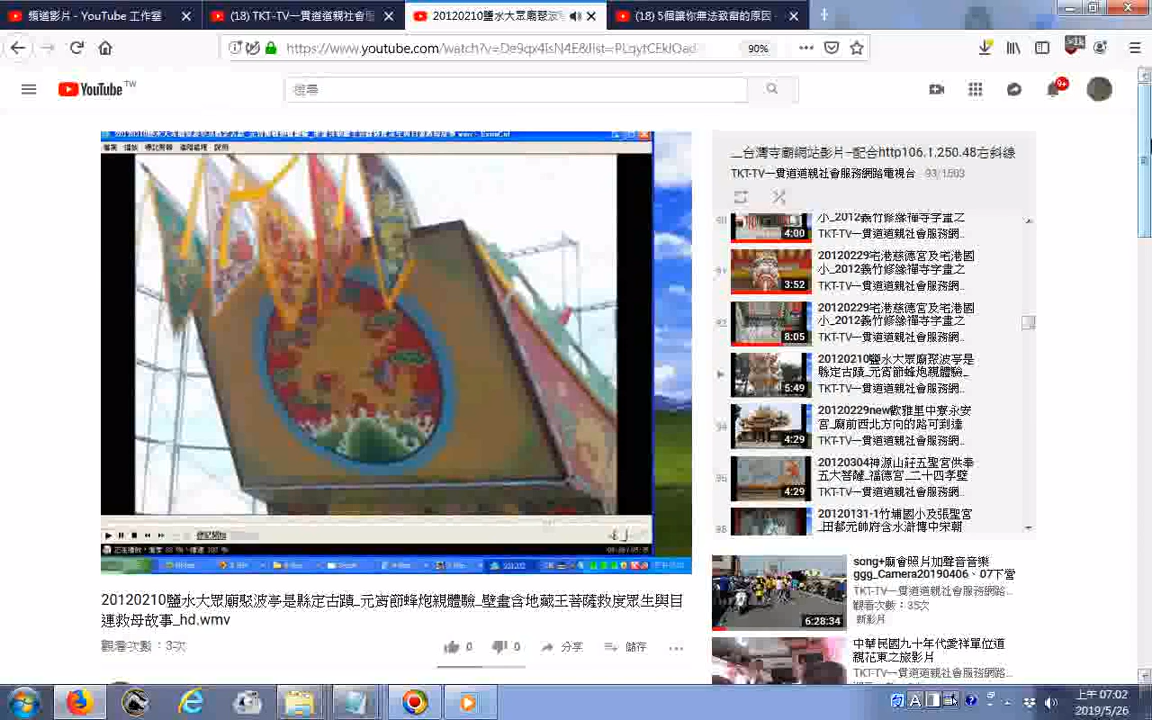 頻道影片 - YouTube 工作室
(18) TKT-TV一貫道道親社會
20120210鹽水大眾廟聚波
(18) 5個讓你無法致富的原因
https://www.youtube.com/watch?v=De9qx4isN4E&list=PLqytCEkIQad
90%
YouTube TW
搜尋
9+
__台灣寺廟網站影片-配合http106.1.250.48右斜線
TKT-TV一貫道道親社會服務網路電視台 93/1503
小_2012義竹修緣禪寺字畫之
TKT-TV一貫道道親社會服務網..
4:00
20120229宅港慈德宮及宅港國
小_2012義竹修緣禪寺字畫之
TKT-TV一貫道道親社會服務網..
3:52
20120229宅港慈德宮及宅港國
小_2012義竹修緣禪寺字畫之
TKT-TV一貫道道親社會服務網..
8:05
20120210鹽水大眾廟聚波亭是
縣定古蹟_元宵節蜂炮親體驗_
TKT-TV一貫道道親社會服務網..
5:49
94
20120229new歡雅里中寮永安
宮_廟前西北方向的路可到達
TKT-TV一貫道道親社會服務網..
4:29
95
20120304神源山莊五聖宮供奉
五大菩薩_福德宮_二十四孝壁
TKT-TV一貫道道親社會服務網..
4:29
20120131-1竹埔國小及張聖宮
_田都元帥府含水滸傳中宋朝
song+廟會照片加聲音音樂
ggg_Camera20190406、07下營
TKT-TV一貫道道親社會服務網路..
觀看次數：35次
新影片
6:28:34
中華民國九十年代愛祥單位道
親花東之旅影片
TKT-TV一貫道道親社會服務網路..
20120210鹽水大眾廟聚波亭是縣定古蹟_元宵節蜂炮親體驗_壁畫含地藏王菩薩救度眾生與目
連救母故事_hd.wmv
觀看次數：3次
0
0
分享
儲存
上午 07:02
2019/5/26